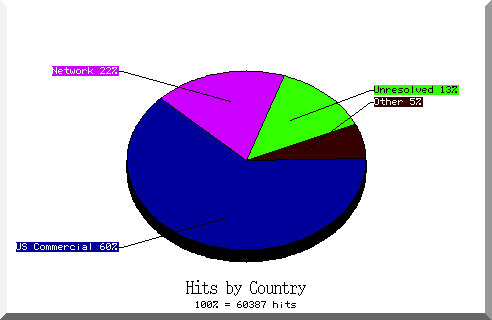 Network 22%
Unresolved 13%
Other 5%
US Commercial 60%
Hits by Country
100% = 60387 hits